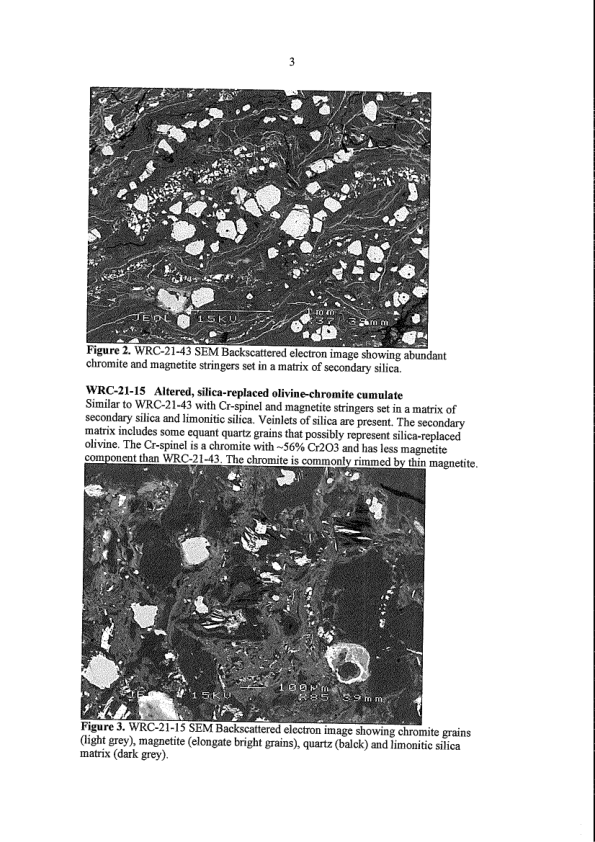 3
JEOL 15KV
1mm
37 39mm
Figure 2. WRC-21-43 SEM Backscattered electron image showing abundant
chromite and magnetite stringers set in a matrix of secondary silica.
WRC-21-15 Altered, silica-replaced olivine-chromite cumulate
Similar to WRC-21-43 with Cr-spinel and magnetite stringers set in a matrix of
secondary silica and limonitic silica. Veinlets of silica are present. The secondary
matrix includes some equant quartz grains that possibly represent silica-replaced
olivine. The Cr-spinel is a chromite with ~56% Cr2O3 and has less magnetite
component than WRC-21-43. The chromite is commonly rimmed by thin magnetite.
15KV
100µm
885 39mm
Figure 3. WRC-21-15 SEM Backscattered electron image showing chromite grains
(light grey), magnetite (elongate bright grains), quartz (balck) and limonitic silica
matrix (dark grey).